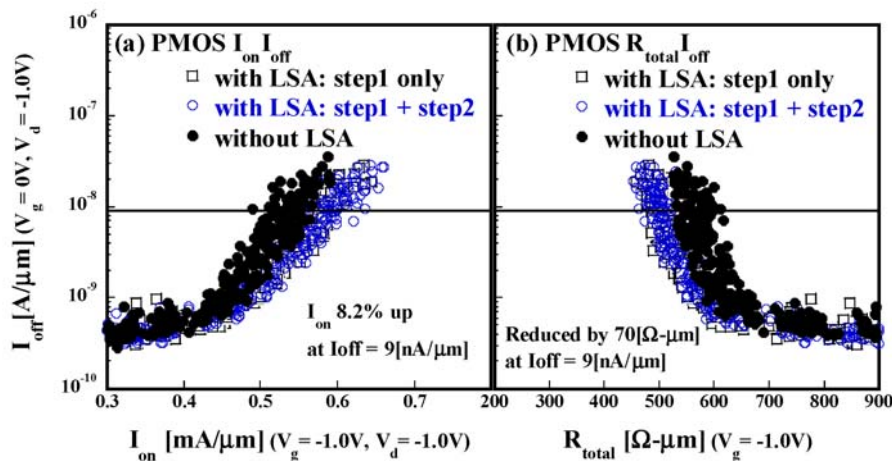 10^-6
10^-7
10^-8
10^-9
10^-10
I_off [A/μm] (V_g = 0V, V_d = -1.0V)
(a) PMOS I_on I_off
with LSA: step1 only
with LSA: step1 + step2
without LSA
I_on 8.2% up
at Ioff = 9[nA/μm]
0.3 0.4 0.5 0.6 0.7
I_on [mA/μm] (V_g = -1.0V, V_d = -1.0V)
(b) PMOS R_total I_off
with LSA: step1 only
with LSA: step1 + step2
without LSA
Reduced by 70[Ω-μm]
at Ioff = 9[nA/μm]
200 300 400 500 600 700 800 900
R_total [Ω-μm] (V_g = -1.0V)